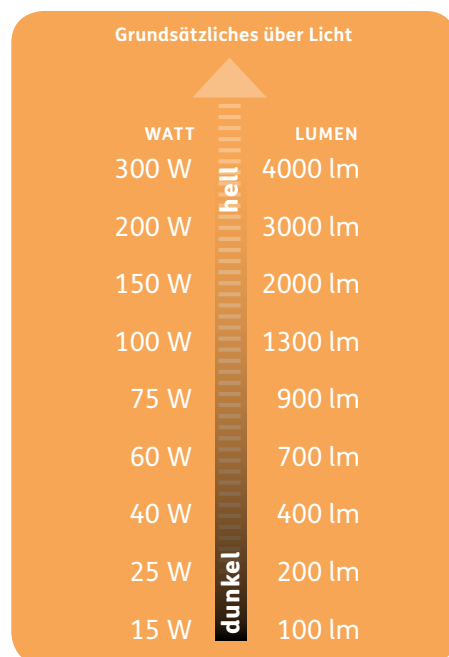 Grundsätzliches über Licht
WATT LUMEN
300 W 4000 lm
hell
200 W 3000 lm
150 W 2000 lm
100 W 1300 lm
75 W 900 lm
60 W 700 lm
40 W 400 lm
25 W 200 lm
dunkel
15 W 100 lm